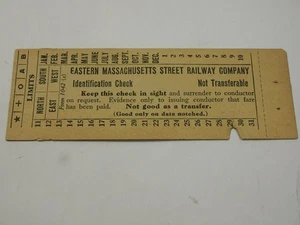 ★ + O A B
LIMITS
NORTH SOUTH
EAST WEST
JAN. FEB. MAR.
APR. MAY JUNE JULY AUG. SEPT. OCT. NOV. DEC.
1 2 3 4 5 6 7 8 9 10
EASTERN MASSACHUSETTS STREET RAILWAY COMPANY
Identification Check Not Transferable
Keep this check in sight and surrender to conductor
on request. Evidence only to issuing conductor that fare
has been paid. Not good as a transfer.
(Good only on date notched.)
11 12 13 14 15 16 17 18 19 20 21 22 23 24 25 26 27 28 29 30 31